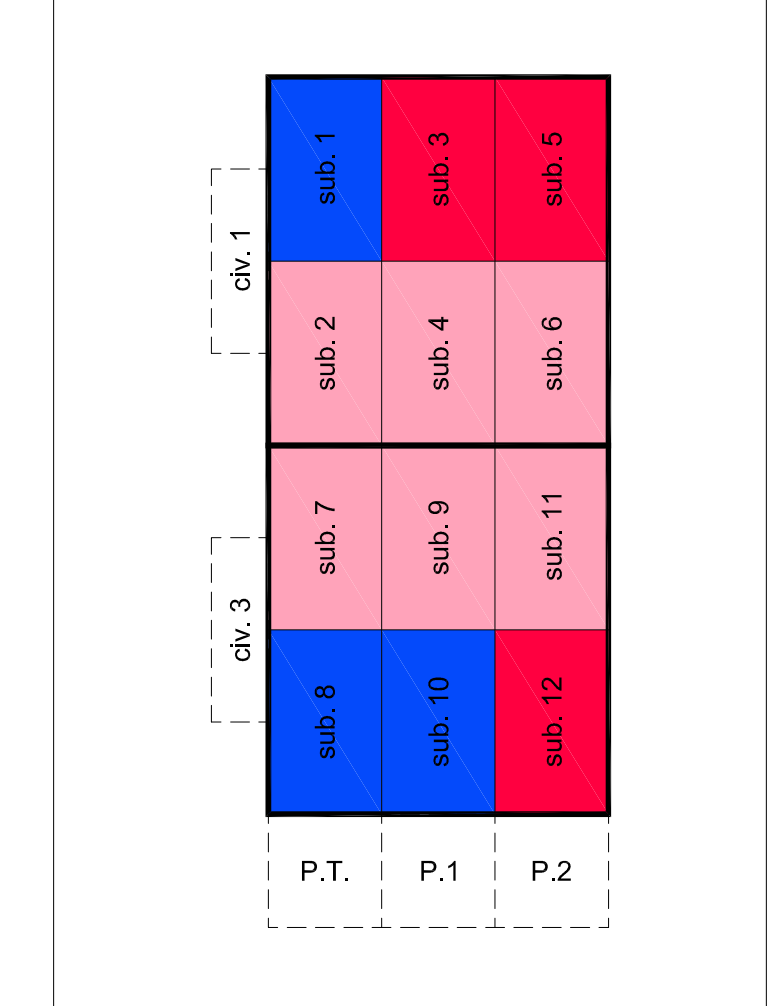 sub. 1
sub. 3
sub. 5
civ. 1
sub. 2
sub. 4
sub. 6
sub. 7
sub. 9
sub. 11
civ. 3
sub. 8
sub. 10
sub. 12
P.T.
P.1
P.2